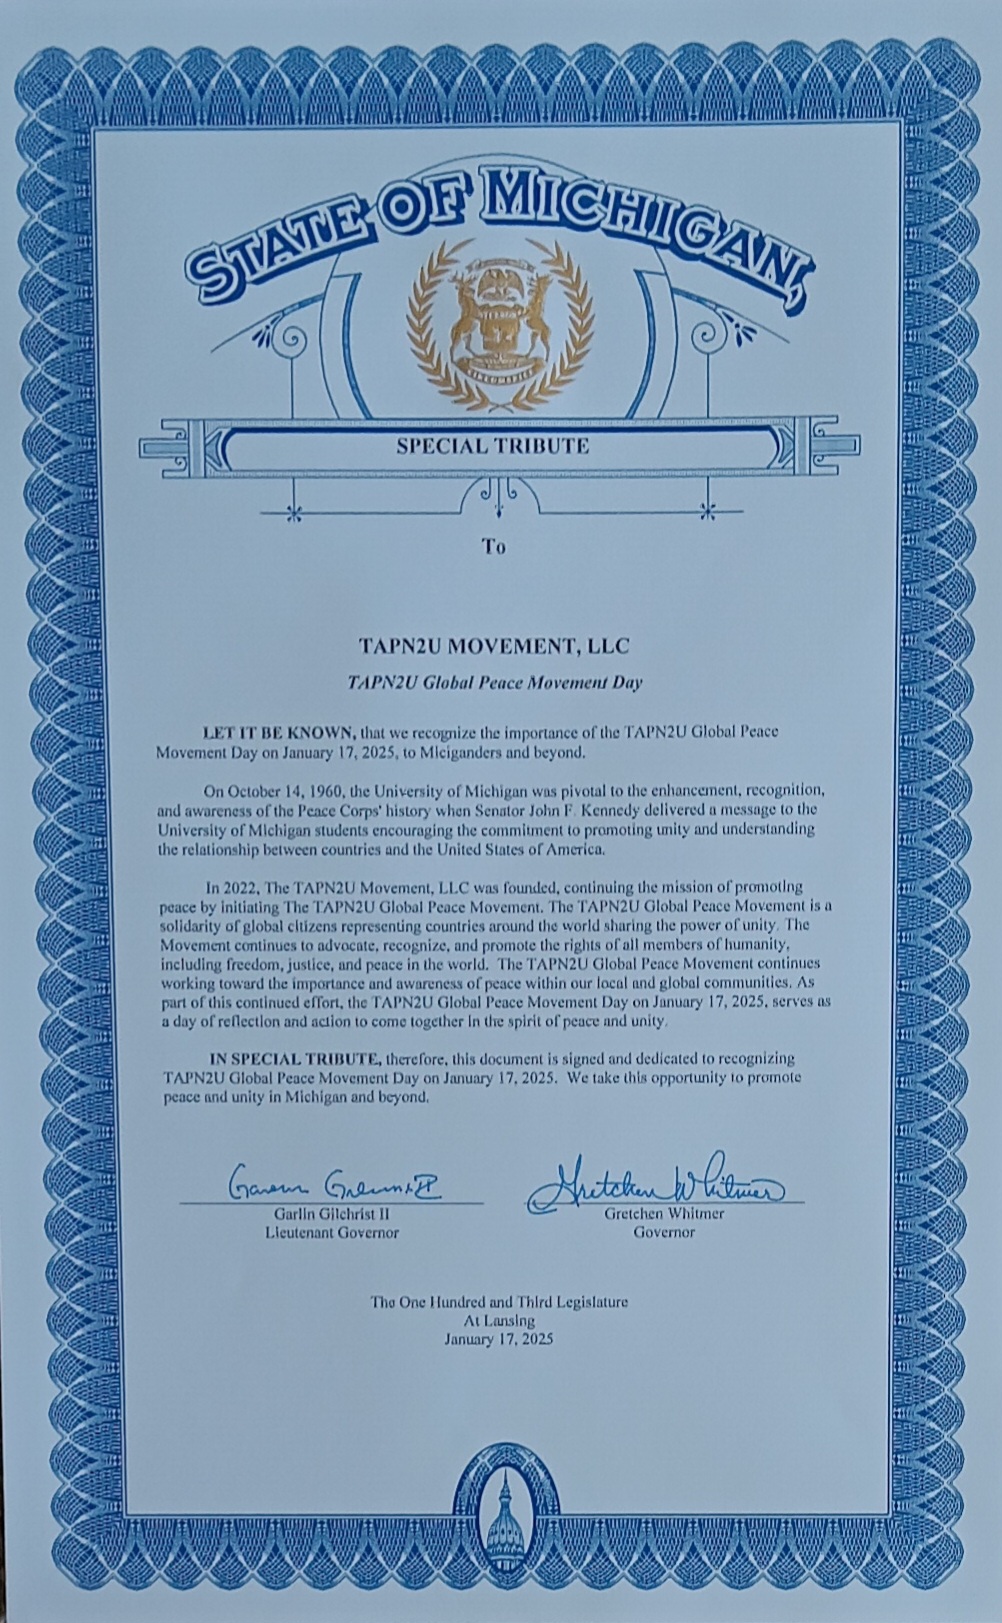 STATE OF MICHIGAN,
SPECIAL TRIBUTE
To
TAPN2U MOVEMENT, LLC
TAPN2U Global Peace Movement Day
LET IT BE KNOWN, that we recognize the importance of the TAPN2U Global Peace
Movement Day on January 17, 2025, to Miciganders and beyond.
On October 14, 1960, the University of Michigan was pivotal to the enhancement, recognition,
and awareness of the Peace Corps' history when Senator John F. Kennedy delivered a message to the
University of Michigan students encouraging the commitment to promoting unity and understanding
the relationship between countries and the United States of America.
In 2022, The TAPN2U Movement, LLC was founded, continuing the mission of promoting
peace by initiating The TAPN2U Global Peace Movement. The TAPN2U Global Peace Movement is a
solidarity of global citizens representing countries around the world sharing the power of unity. The
Movement continues to advocate, recognize, and promote the rights of all members of humanity,
including freedom, justice, and peace in the world. The TAPN2U Global Peace Movement continues
working toward the importance and awareness of peace within our local and global communities. As
part of this continued effort, the TAPN2U Global Peace Movement Day on January 17, 2025, serves as
a day of reflection and action to come together in the spirit of peace and unity.
IN SPECIAL TRIBUTE, therefore, this document is signed and dedicated to recognizing
TAPN2U Global Peace Movement Day on January 17, 2025. We take this opportunity to promote
peace and unity in Michigan and beyond.
Gretchen Whitmer
Garlin Gilchrist II
Lieutenant Governor
Gretchen Whitmer
Governor
The One Hundred and Third Legislature
At Lansing
January 17, 2025